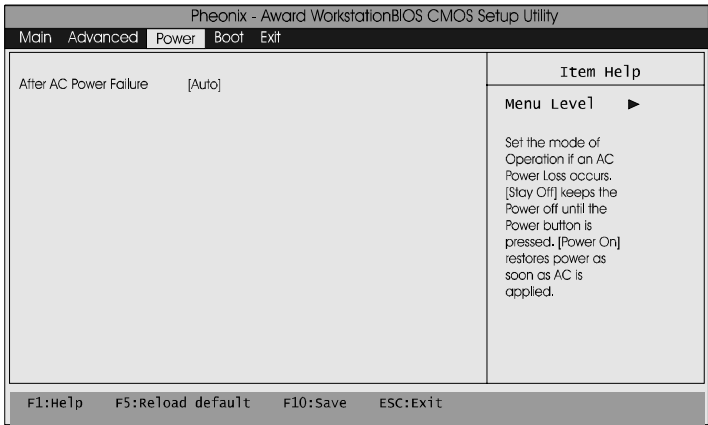 Pheonix - Award WorkstationBIOS CMOS Setup Utility
Main Advanced Power Boot Exit
After AC Power Failure [Auto]
Item Help
Menu Level ▶
Set the mode of
Operation if an AC
Power Loss occurs.
[Stay Off] keeps the
Power off until the
Power button is
pressed. [Power On]
restores power as
soon as AC is
applied.
F1:Help F5:Reload default F10:Save ESC:Exit